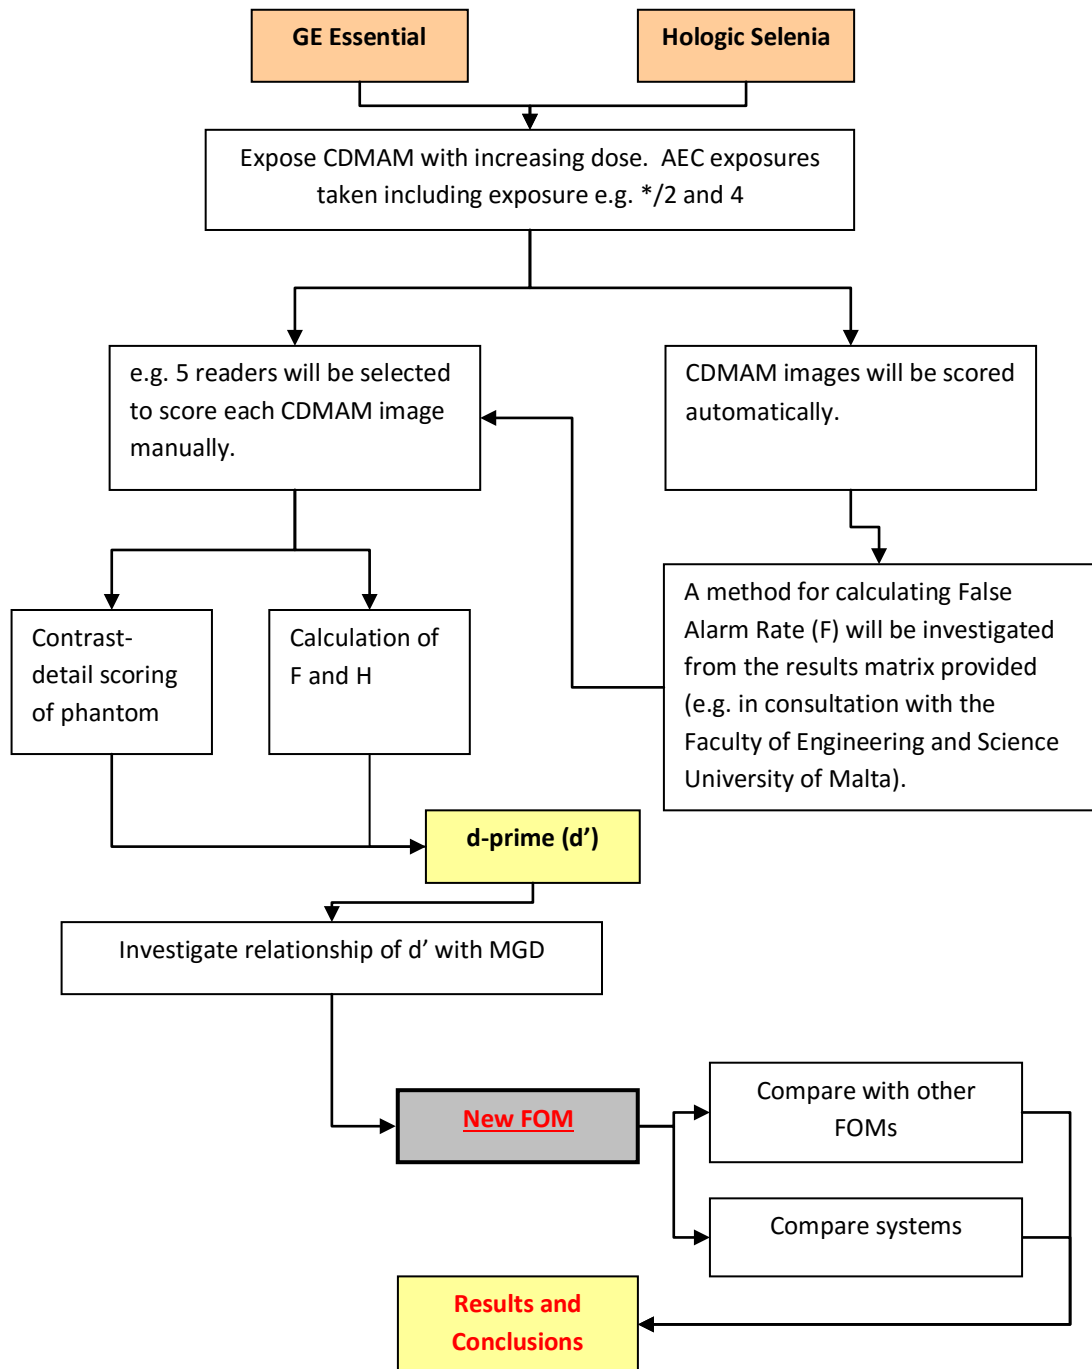 GE Essential
Hologic Selenia
Expose CDMAM with increasing dose.  AEC exposures
taken including exposure e.g. */2 and 4
e.g. 5 readers will be selected
to score each CDMAM image
manually.
CDMAM images will be scored
automatically.
Contrast-
detail scoring
of phantom
Calculation of
F and H
A method for calculating False
Alarm Rate (F) will be investigated
from the results matrix provided
(e.g. in consultation with the
Faculty of Engineering and Science
University of Malta).
d-prime (d’)
Investigate relationship of d’ with MGD
New FOM
Compare with other
FOMs
Compare systems
Results and
Conclusions